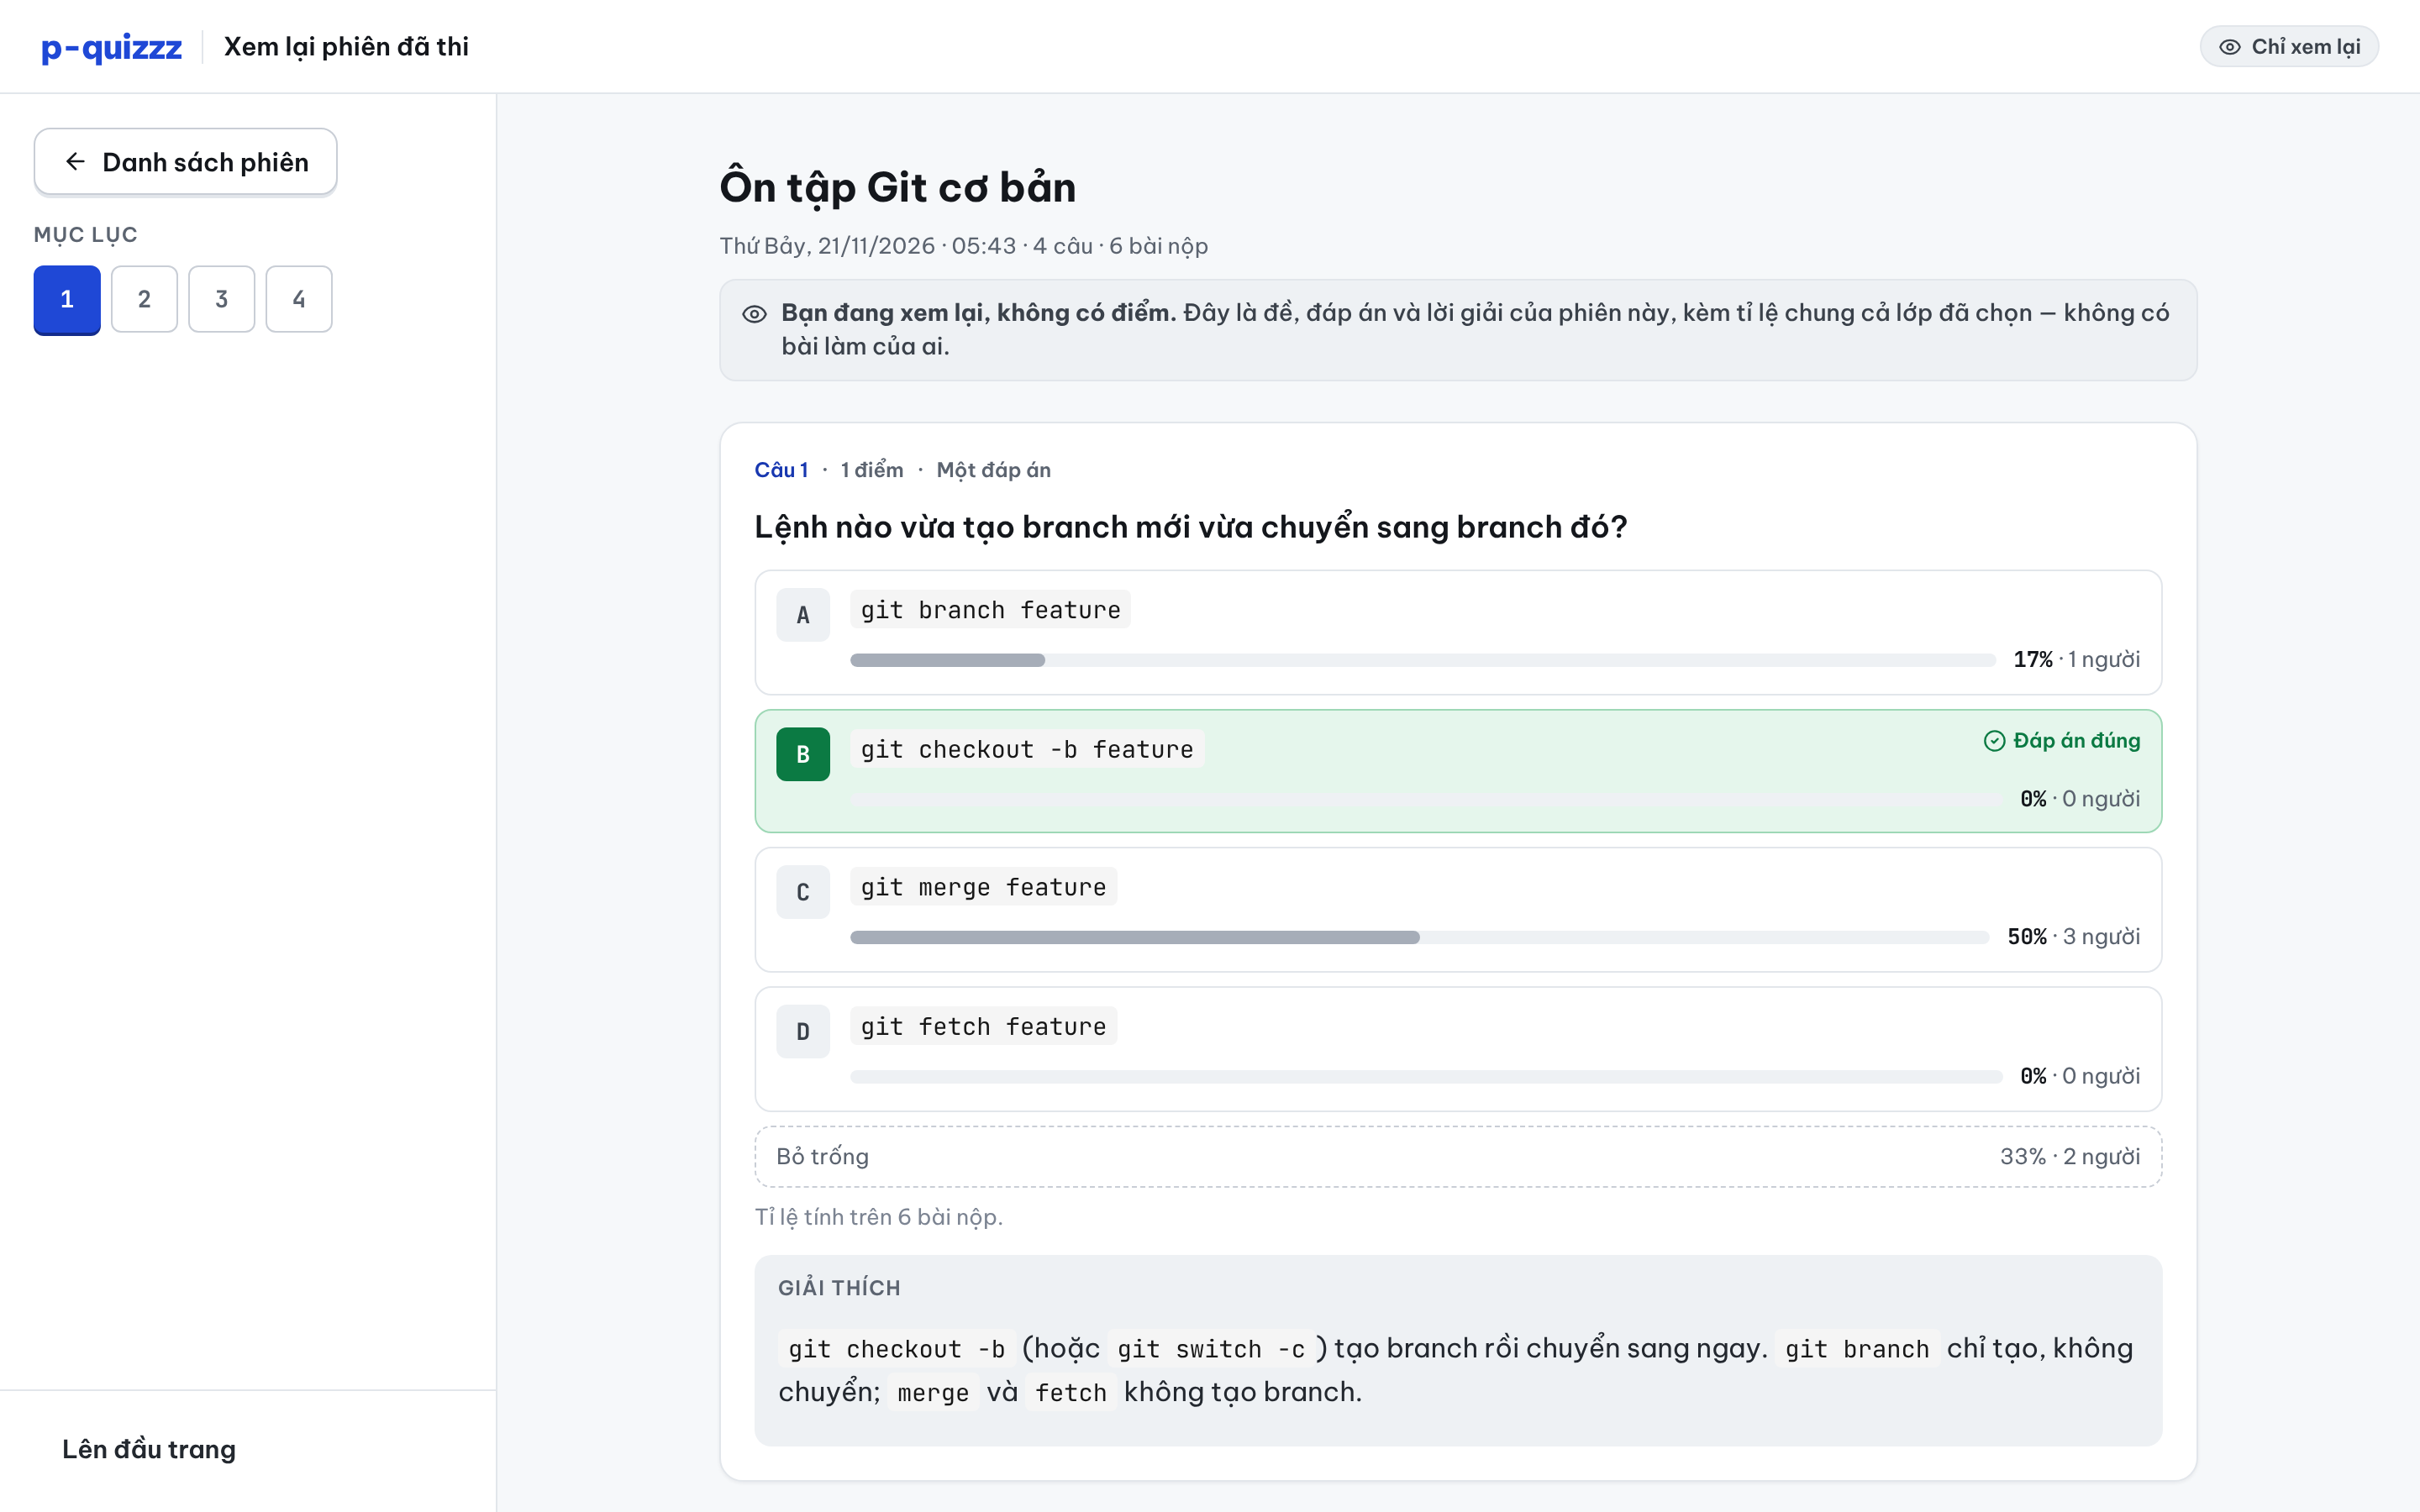 p-quizzz
Xem lại phiên đã thi
Chỉ xem lại
Danh sách phiên
MỤC LỤC
1 2 3 4
Ôn tập Git cơ bản
Thứ Bảy, 21/11/2026 · 05:43 · 4 câu · 6 bài nộp
Bạn đang xem lại, không có điểm. Đây là đề, đáp án và lời giải của phiên này, kèm tỉ lệ chung cả lớp đã chọn — không có
bài làm của ai.
Câu 1 · 1 điểm · Một đáp án
Lệnh nào vừa tạo branch mới vừa chuyển sang branch đó?
A git branch feature
17% · 1 người
B git checkout -b feature
Đáp án đúng
0% · 0 người
C git merge feature
50% · 3 người
D git fetch feature
0% · 0 người
Bỏ trống 33% · 2 người
Tỉ lệ tính trên 6 bài nộp.
GIẢI THÍCH
git checkout -b (hoặc git switch -c) tạo branch rồi chuyển sang ngay. git branch chỉ tạo, không
chuyển; merge và fetch không tạo branch.
Lên đầu trang